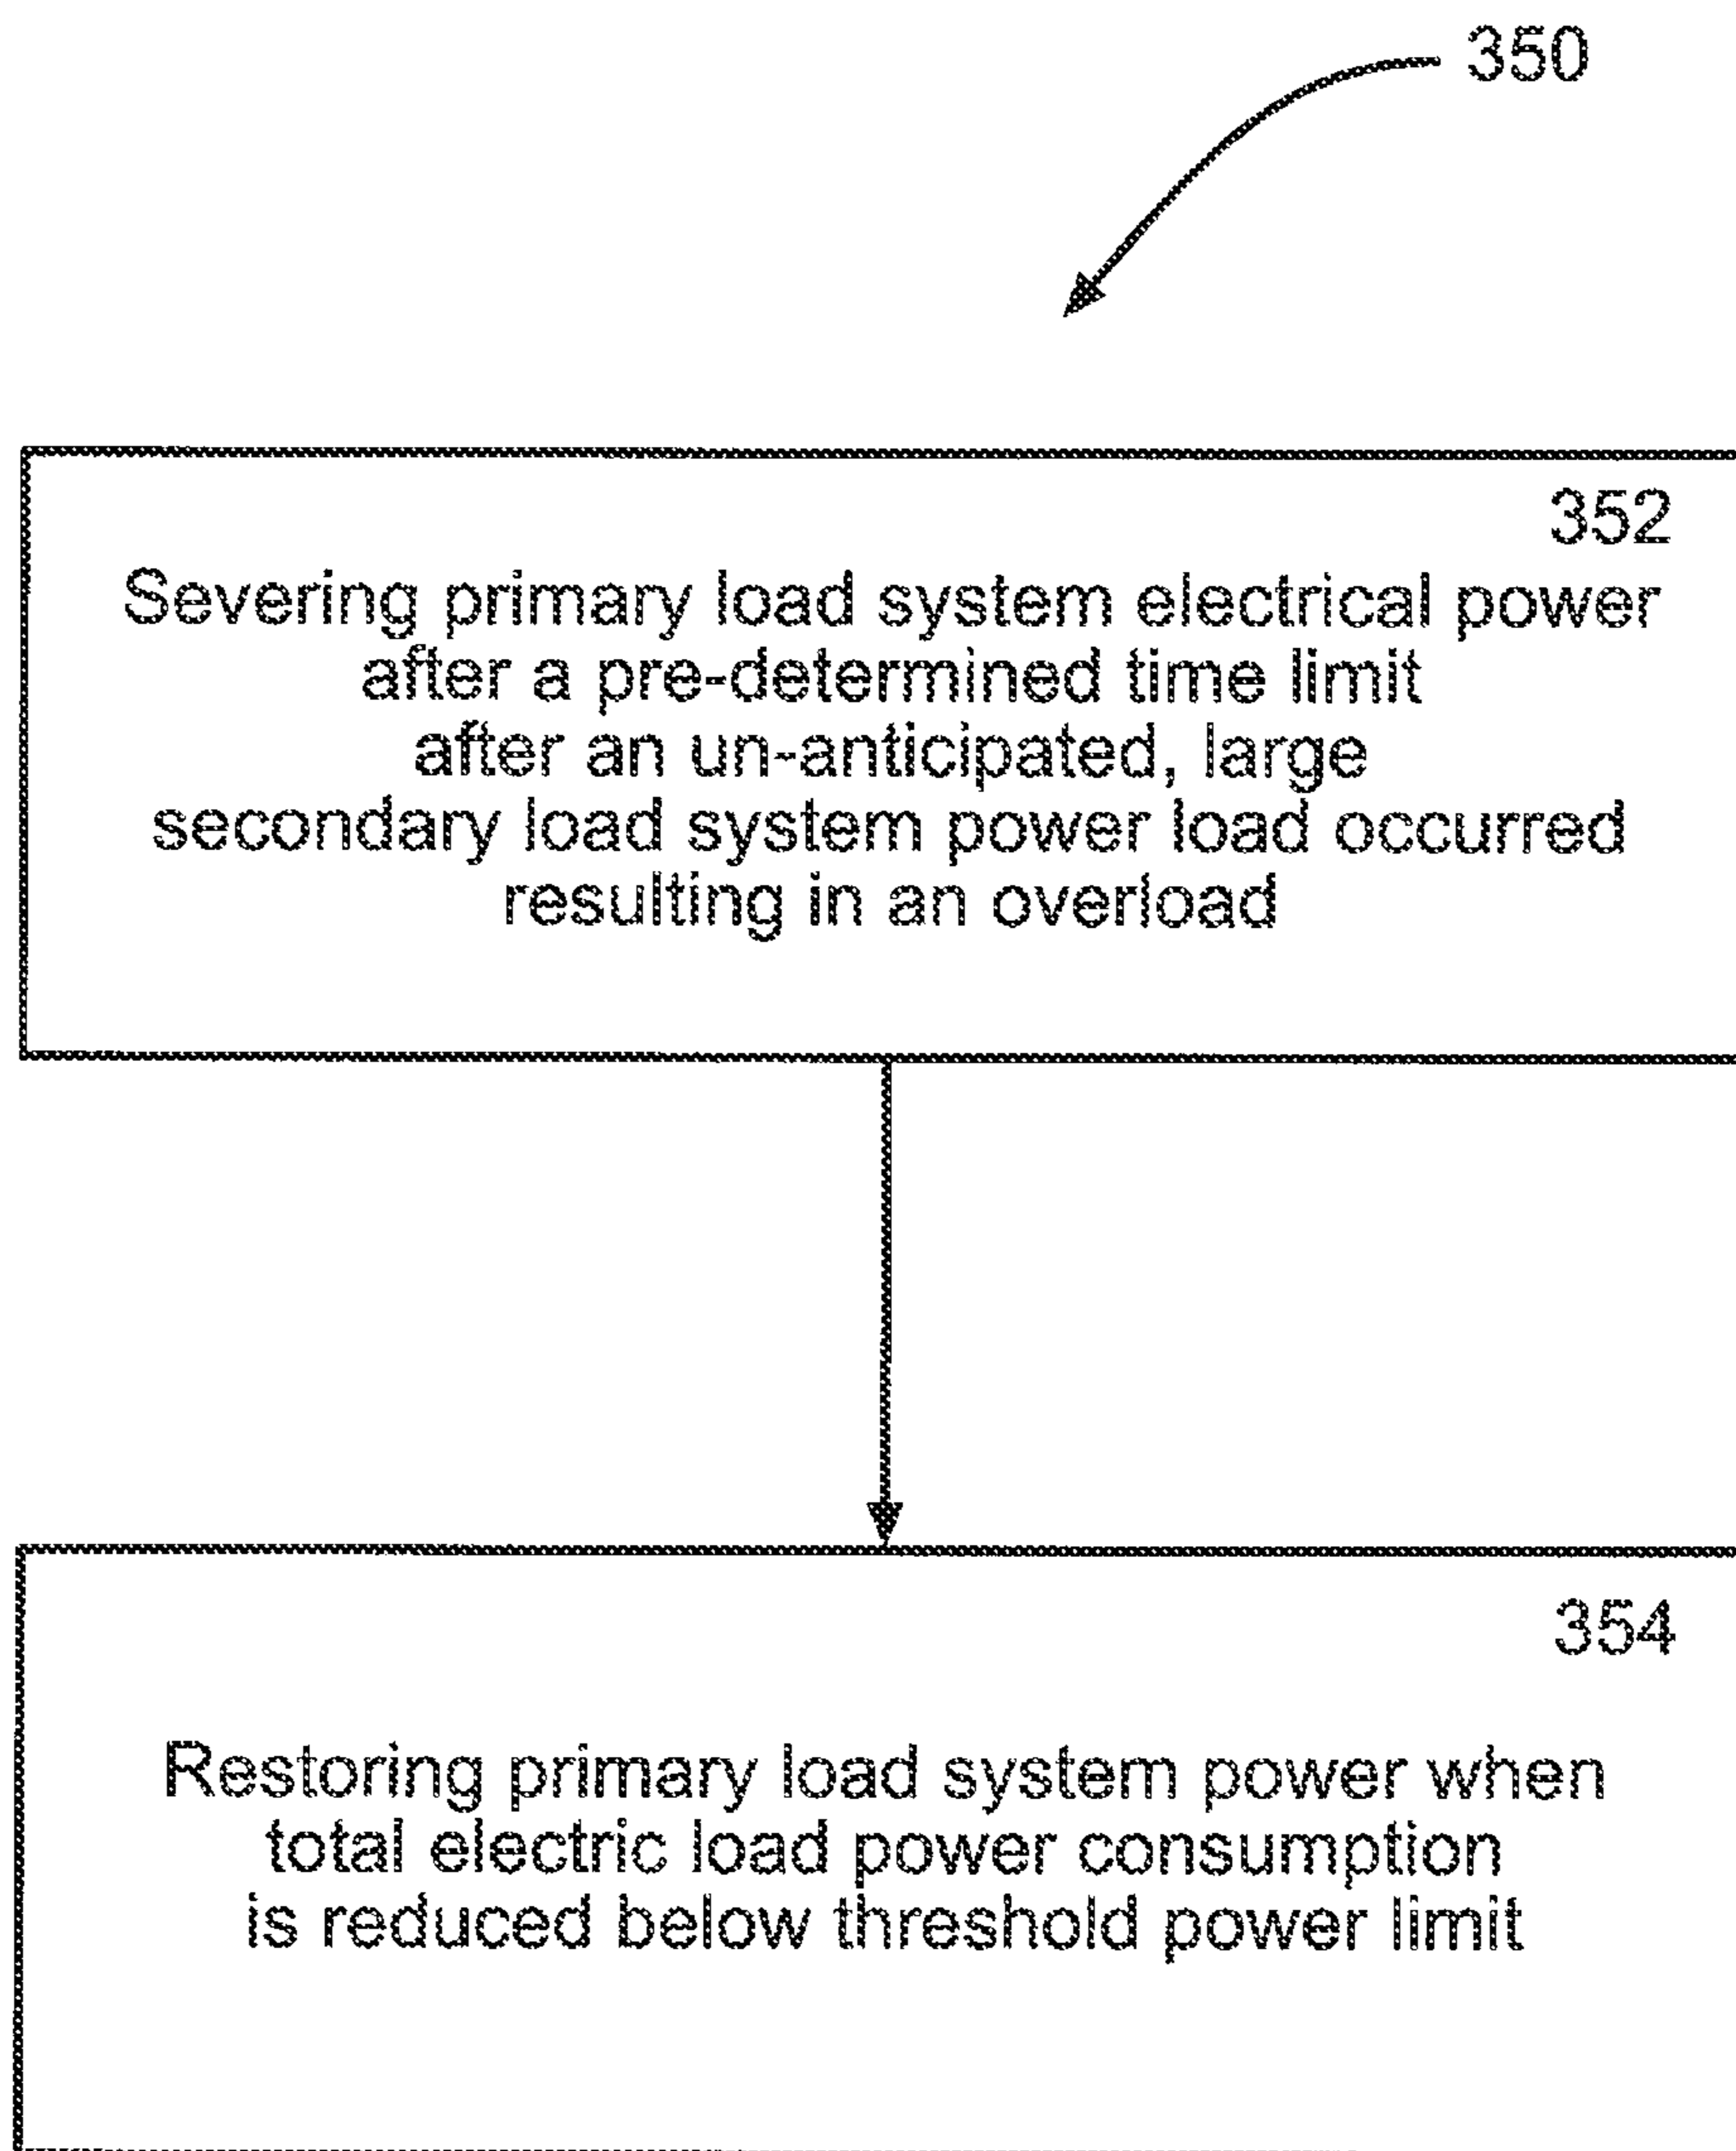 350
352
Severing primary load system electrical power
after a pre-determined time limit
after an un-anticipated, large
secondary load system power load occurred
resulting in an overload
354
Restoring primary load system power when
total electric load power consumption
is reduced below threshold power limit